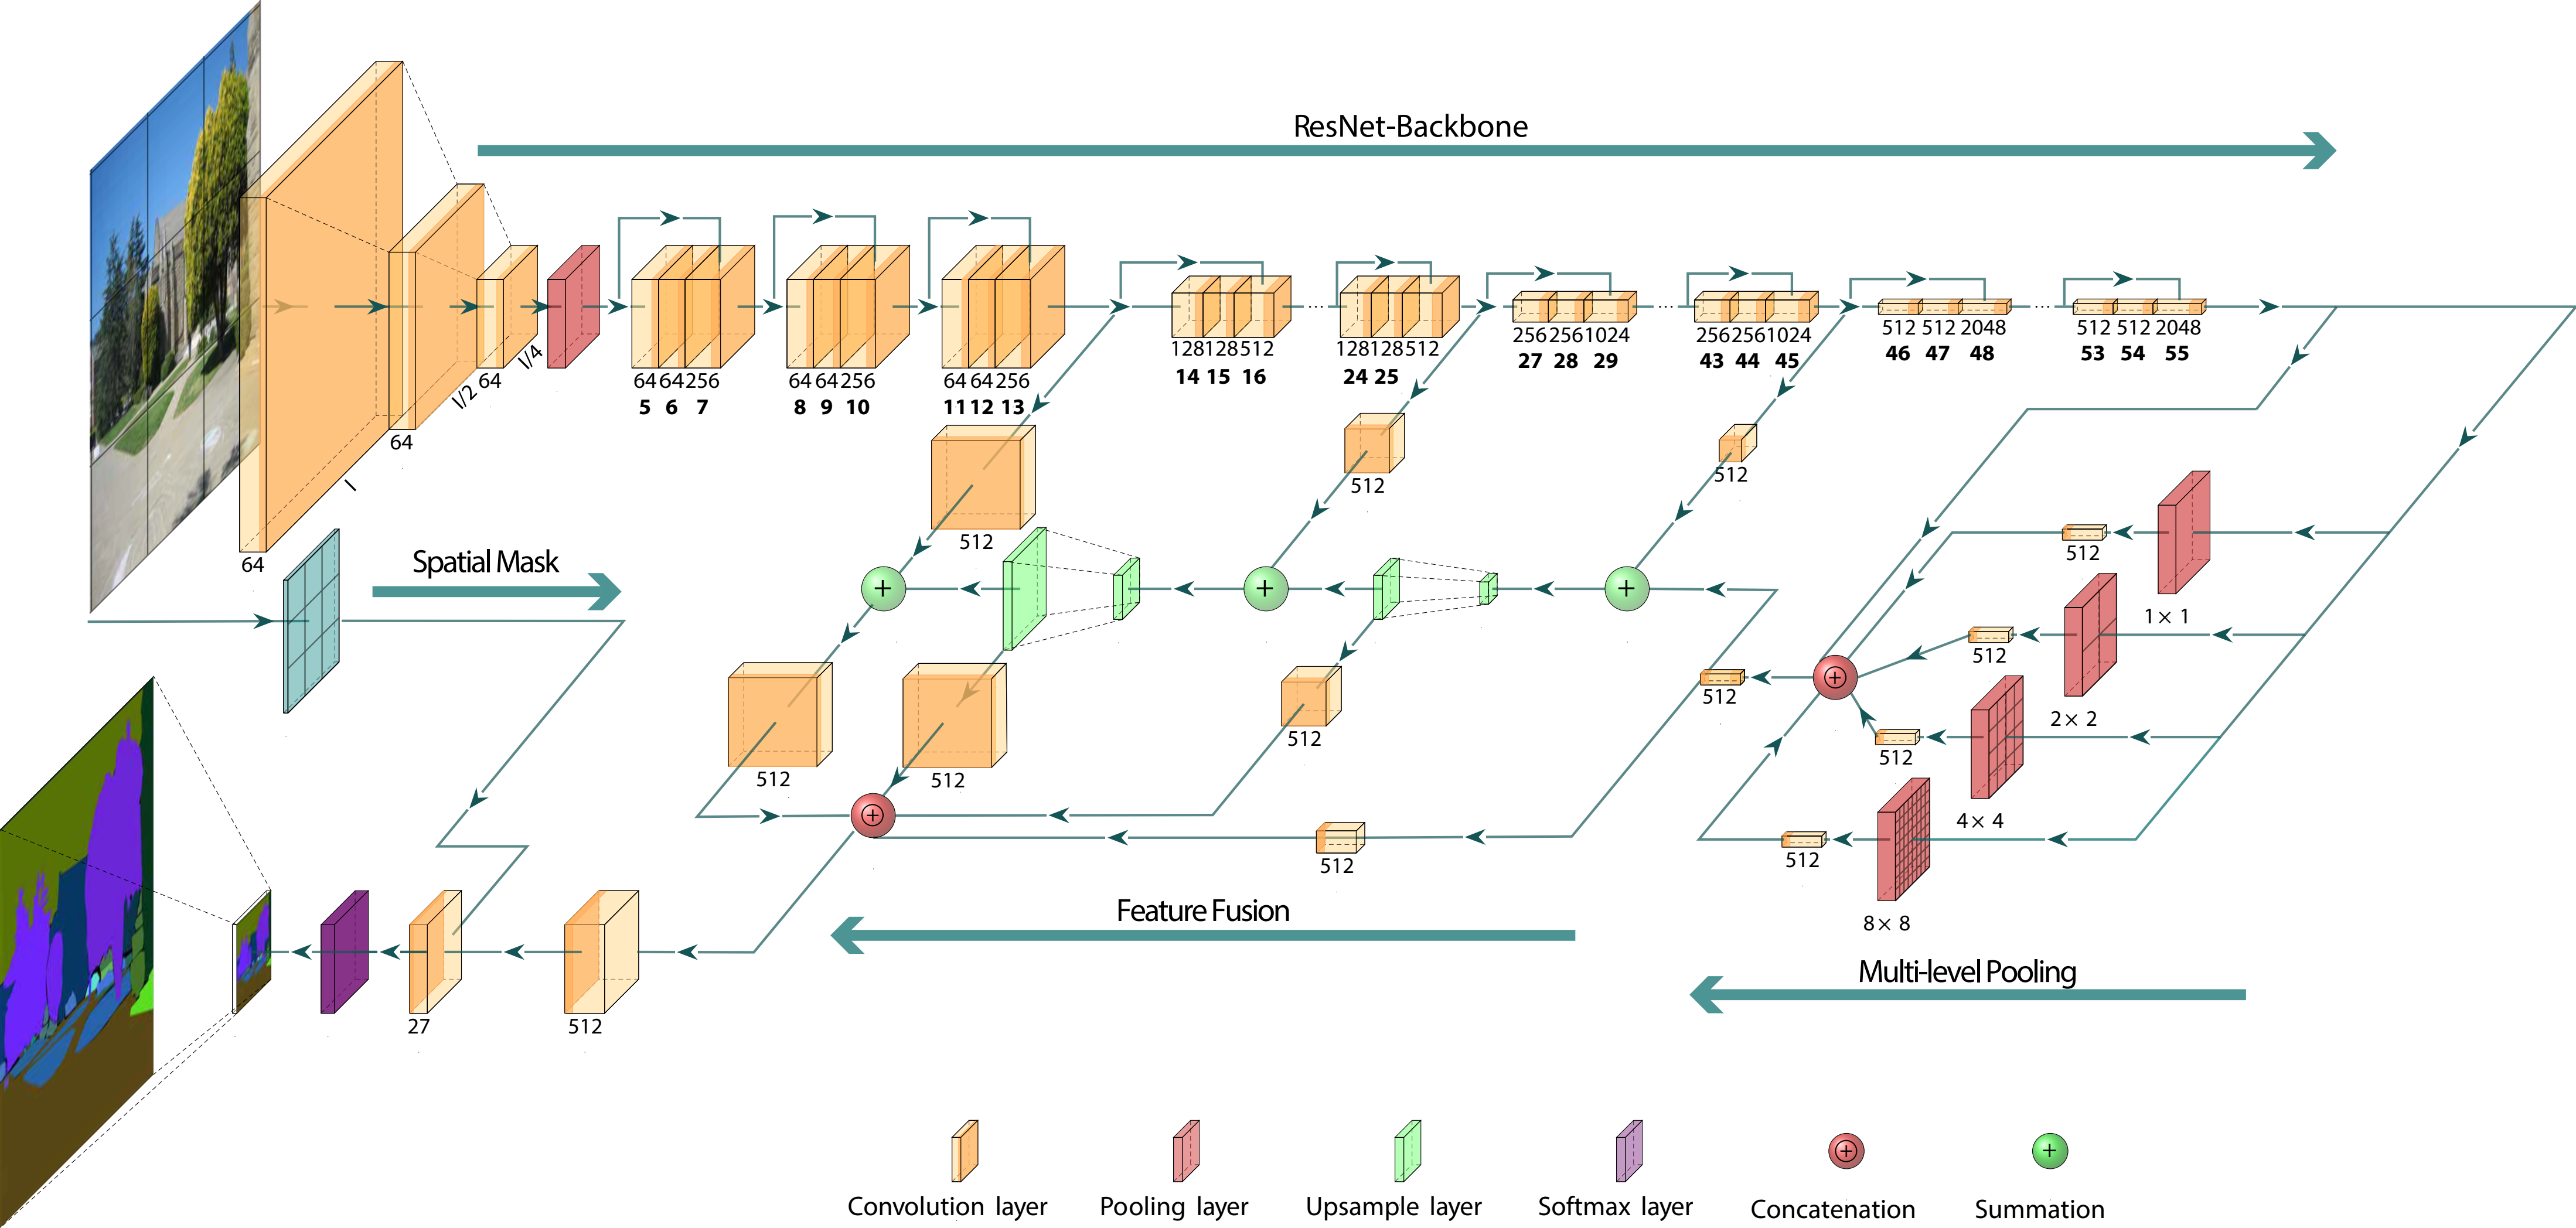 ResNet-Backbone
64
64
64
I
I/2
I/4
64 64 256
5 6 7
64 64 256
8 9 10
64 64 256
11 12 13
128 128 512
14 15 16
128 128 512
24 25
256 256 1024
27 28 29
256 256 1024
43 44 45
512 512 2048
46 47 48
512 512 2048
53 54 55
... ... ...
512
512
512
Spatial Mask
+ + +
512
512
512
512
512
1× 1
512
2× 2
512
4× 4
512
8× 8
512
512
Feature Fusion
Multi-level Pooling
27
512
Convolution layer
Pooling layer
Upsample layer
Softmax layer
Concatenation
+
Summation